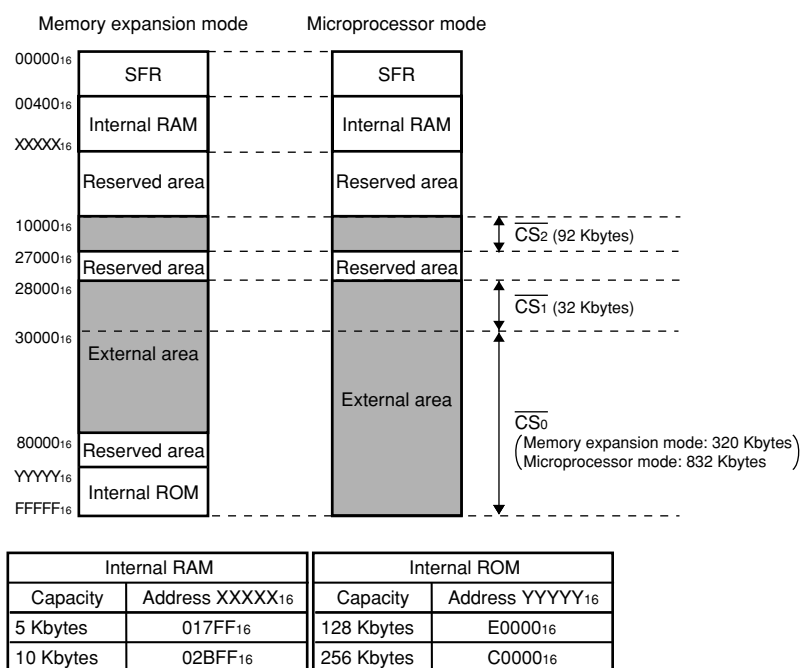 Memory expansion mode Microprocessor mode
00000₁₆ SFR SFR
00400₁₆
Internal RAM Internal RAM
XXXXX₁₆
Reserved area Reserved area
10000₁₆
CS2 (92 Kbytes)
27000₁₆
Reserved area Reserved area
28000₁₆
CS1 (32 Kbytes)
30000₁₆
External area
External area
CS0
80000₁₆
(Memory expansion mode: 320 Kbytes)
Reserved area
Microprocessor mode: 832 Kbytes
YYYYY₁₆
Internal ROM
FFFFF₁₆
Internal RAM Internal ROM
Capacity Address XXXXX₁₆ Capacity Address YYYYY₁₆
5 Kbytes 017FF₁₆ 128 Kbytes E0000₁₆
10 Kbytes 02BFF₁₆ 256 Kbytes C0000₁₆